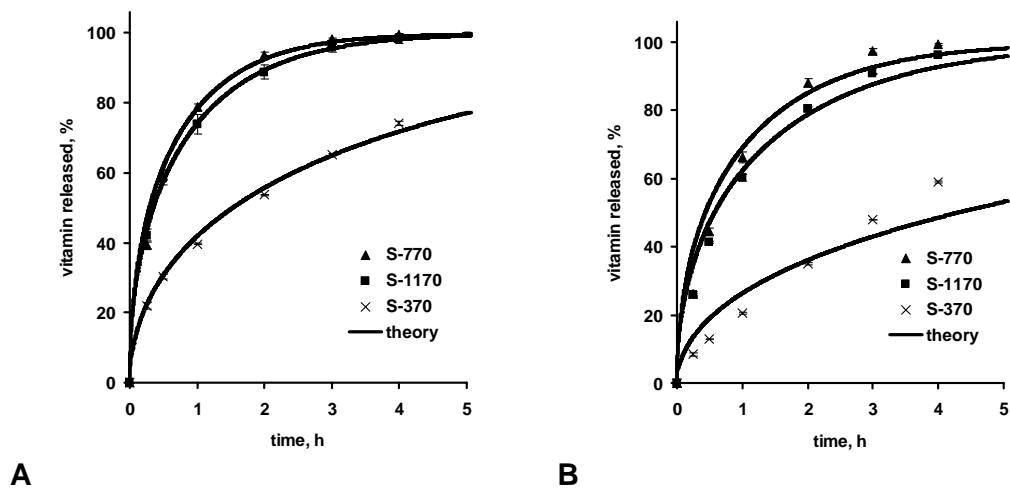 100
80
60
40
20
0
vitamin released, %
S-770
S-1170
S-370
theory
0 1 2 3 4 5
time, h
A
100
80
60
40
20
0
vitamin released, %
S-770
S-1170
S-370
theory
0 1 2 3 4 5
time, h
B